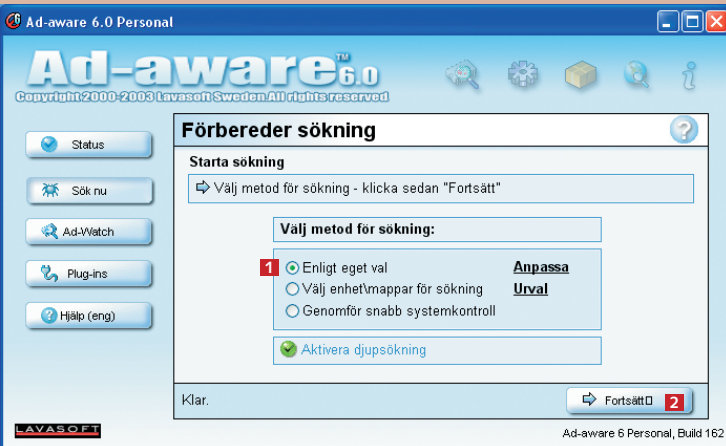 Ad-aware 6.0 Personal
Ad-aware™ 6.0
Copyright 2000-2003 Lavasoft Sweden. All rights reserved
Status
Sök nu
Ad-Watch
Plug-ins
Hjälp (eng)
Förbereder sökning
Starta sökning
Välj metod för sökning - klicka sedan "Fortsätt"
Välj metod för sökning:
1 Enligt eget val Anpassa
Välj enhet\mappar för sökning Urval
Genomför snabb systemkontroll
Aktivera djupsökning
Klar.
Fortsätt 2
LAVASOFT
Ad-aware 6 Personal, Build 162